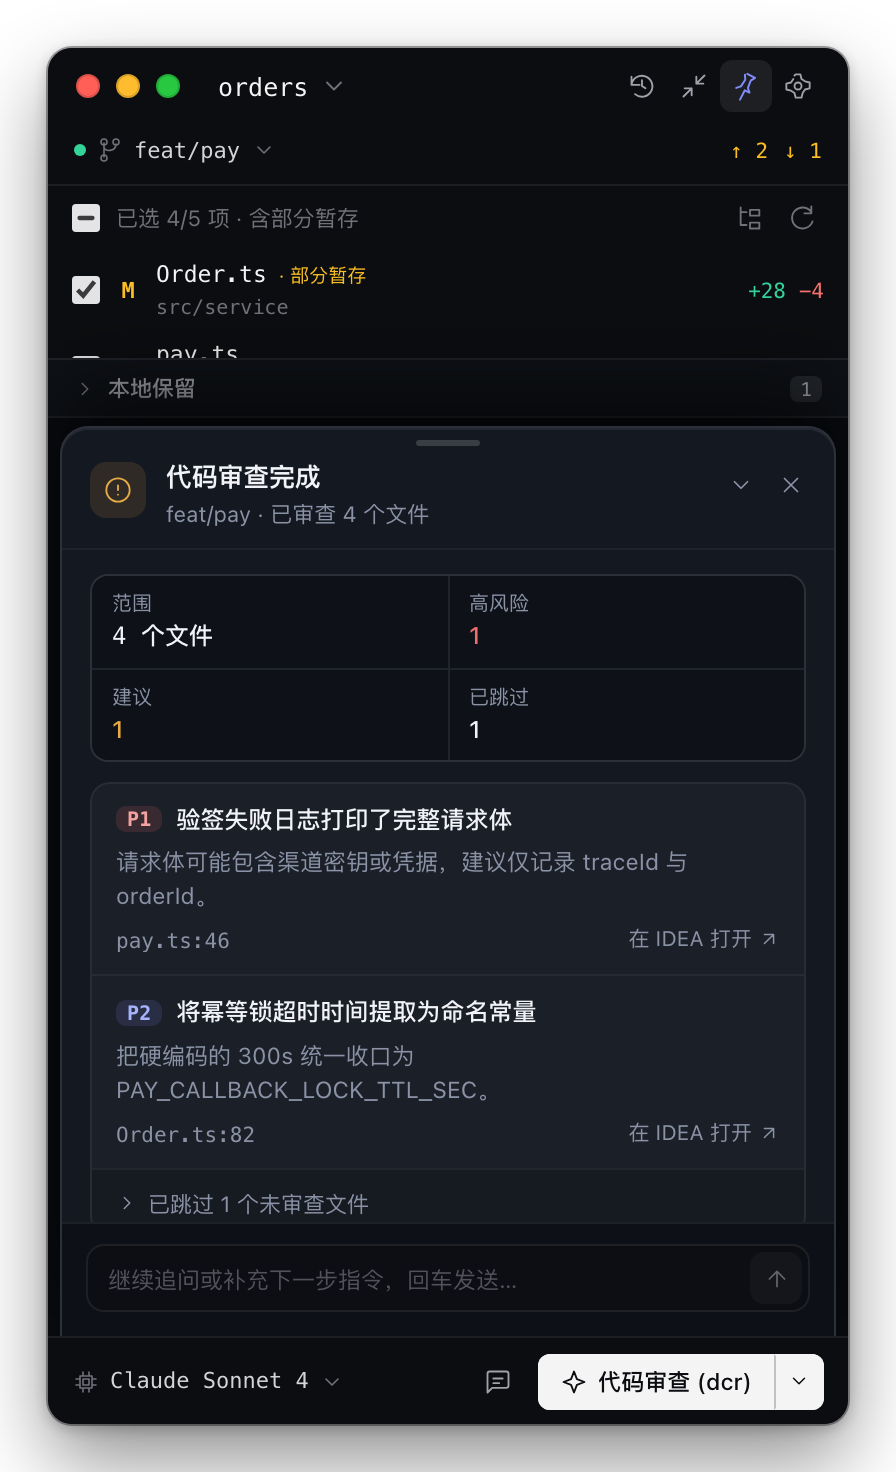 orders
feat/pay ↑ 2 ↓ 1
已选 4/5 项 · 含部分暂存
M Order.ts · 部分暂存 +28 −4
src/service
pay.ts
本地保留 1
代码审查完成
feat/pay · 已审查 4 个文件
范围 高风险
4 个文件 1
建议 已跳过
1 1
P1 验签失败日志打印了完整请求体
请求体可能包含渠道密钥或凭据，建议仅记录 traceId 与
orderId。
pay.ts:46 在 IDEA 打开 ↗
P2 将幂等锁超时时间提取为命名常量
把硬编码的 300s 统一收口为
PAY_CALLBACK_LOCK_TTL_SEC。
Order.ts:82 在 IDEA 打开 ↗
已跳过 1 个未审查文件
继续追问或补充下一步指令，回车发送...
Claude Sonnet 4 代码审查 (dcr)